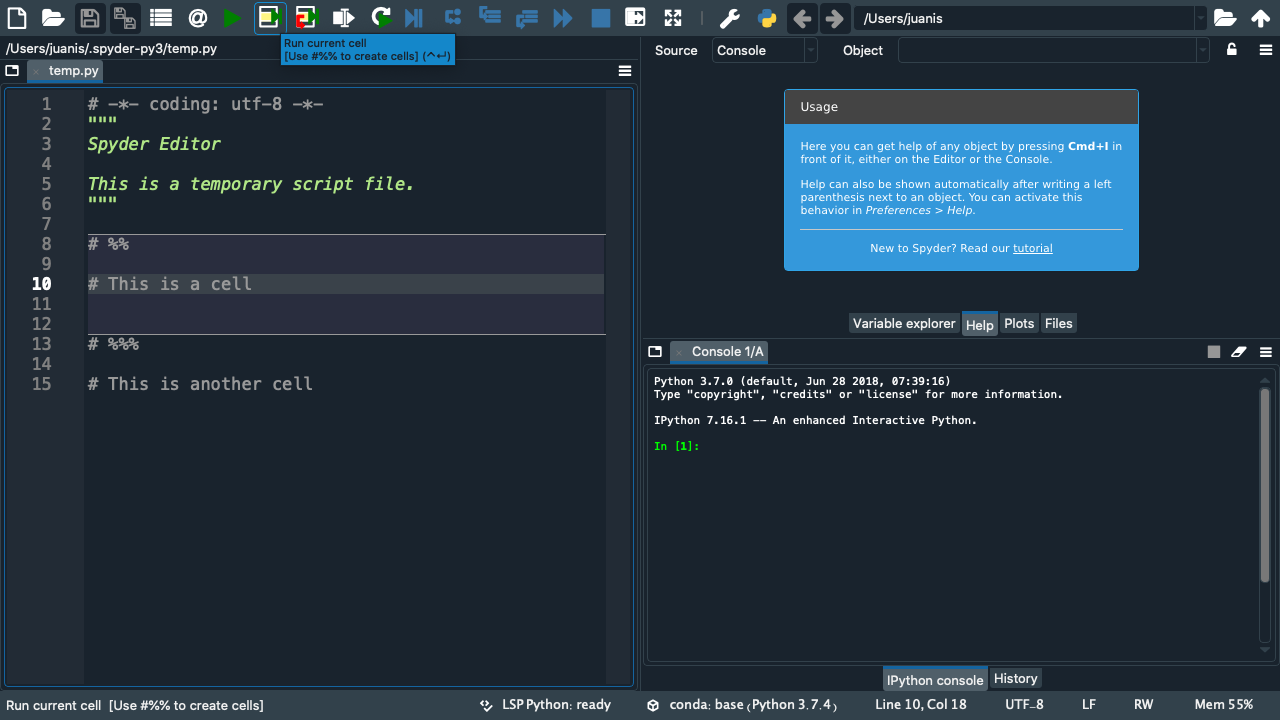 /Users/juanis
Run current cell
[Use #%% to create cells] (^↩)
/Users/juanis/.spyder-py3/temp.py
temp.py
1 # -*- coding: utf-8 -*-
2 """
3 Spyder Editor
4
5 This is a temporary script file.
6 """
7
8 # %%
9
10 # This is a cell
11
12
13 # %%%
14
15 # This is another cell
Source Console Object
Usage
Here you can get help of any object by pressing Cmd+I in
front of it, either on the Editor or the Console.
Help can also be shown automatically after writing a left
parenthesis next to an object. You can activate this
behavior in Preferences > Help.
New to Spyder? Read our tutorial
Variable explorer Help Plots Files
Console 1/A
Python 3.7.0 (default, Jun 28 2018, 07:39:16)
Type "copyright", "credits" or "license" for more information.
IPython 7.16.1 -- An enhanced Interactive Python.
In [1]:
IPython console History
Run current cell [Use #%% to create cells] LSP Python: ready conda: base (Python 3.7.4) Line 10, Col 18 UTF-8 LF RW Mem 55%